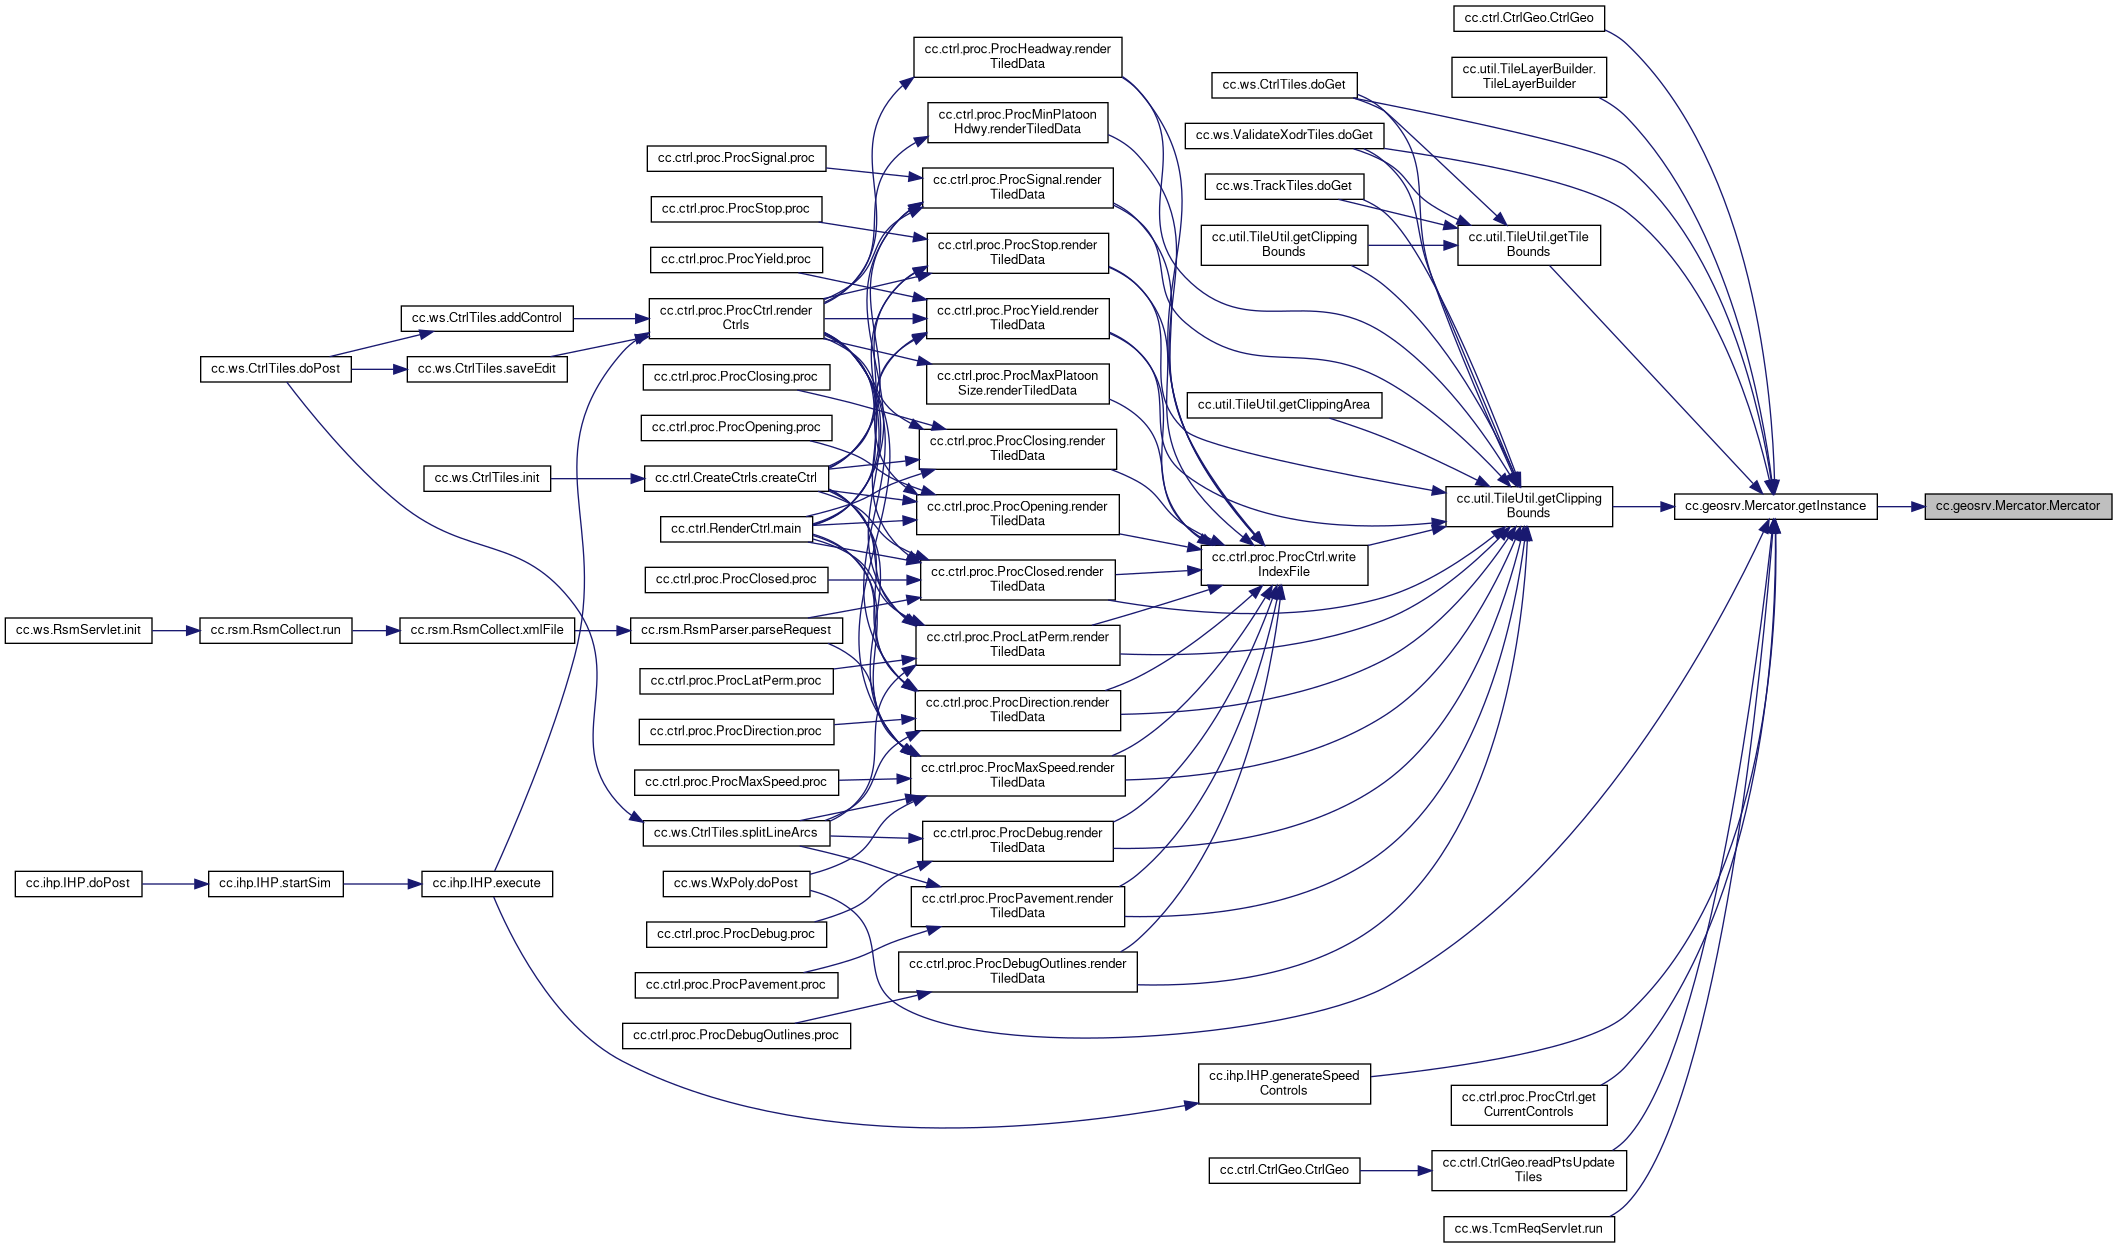 cc.ctrl.CtrlGeo.CtrlGeo
cc.util.TileLayerBuilder.
TileLayerBuilder
cc.ws.CtrlTiles.doGet
cc.ws.ValidateXodrTiles.doGet
cc.ws.TrackTiles.doGet
cc.util.TileUtil.getClipping
Bounds
cc.util.TileUtil.getTile
Bounds
cc.util.TileUtil.getClippingArea
cc.util.TileUtil.getClipping
Bounds
cc.geosrv.Mercator.getInstance
cc.geosrv.Mercator.Mercator
cc.ctrl.proc.ProcCtrl.write
IndexFile
cc.ctrl.proc.ProcHeadway.render
TiledData
cc.ctrl.proc.ProcMinPlatoon
Hdwy.renderTiledData
cc.ctrl.proc.ProcSignal.render
TiledData
cc.ctrl.proc.ProcStop.render
TiledData
cc.ctrl.proc.ProcYield.render
TiledData
cc.ctrl.proc.ProcMaxPlatoon
Size.renderTiledData
cc.ctrl.proc.ProcClosing.render
TiledData
cc.ctrl.proc.ProcOpening.render
TiledData
cc.ctrl.proc.ProcClosed.render
TiledData
cc.ctrl.proc.ProcLatPerm.render
TiledData
cc.ctrl.proc.ProcDirection.render
TiledData
cc.ctrl.proc.ProcMaxSpeed.render
TiledData
cc.ctrl.proc.ProcDebug.render
TiledData
cc.ctrl.proc.ProcPavement.render
TiledData
cc.ctrl.proc.ProcDebugOutlines.render
TiledData
cc.ctrl.proc.ProcSignal.proc
cc.ctrl.proc.ProcStop.proc
cc.ctrl.proc.ProcYield.proc
cc.ctrl.proc.ProcCtrl.render
Ctrls
cc.ctrl.proc.ProcClosing.proc
cc.ctrl.proc.ProcOpening.proc
cc.ctrl.CreateCtrls.createCtrl
cc.ctrl.RenderCtrl.main
cc.ctrl.proc.ProcClosed.proc
cc.rsm.RsmParser.parseRequest
cc.ctrl.proc.ProcLatPerm.proc
cc.ctrl.proc.ProcDirection.proc
cc.ctrl.proc.ProcMaxSpeed.proc
cc.ws.CtrlTiles.splitLineArcs
cc.ws.WxPoly.doPost
cc.ctrl.proc.ProcDebug.proc
cc.ctrl.proc.ProcPavement.proc
cc.ctrl.proc.ProcDebugOutlines.proc
cc.ws.CtrlTiles.addControl
cc.ws.CtrlTiles.doPost
cc.ws.CtrlTiles.saveEdit
cc.ws.CtrlTiles.init
cc.ws.RsmServlet.init
cc.rsm.RsmCollect.run
cc.rsm.RsmCollect.xmlFile
cc.ihp.IHP.doPost
cc.ihp.IHP.startSim
cc.ihp.IHP.execute
cc.ihp.IHP.generateSpeed
Controls
cc.ctrl.proc.ProcCtrl.get
CurrentControls
cc.ctrl.CtrlGeo.CtrlGeo
cc.ctrl.CtrlGeo.readPtsUpdate
Tiles
cc.ws.TcmReqServlet.run